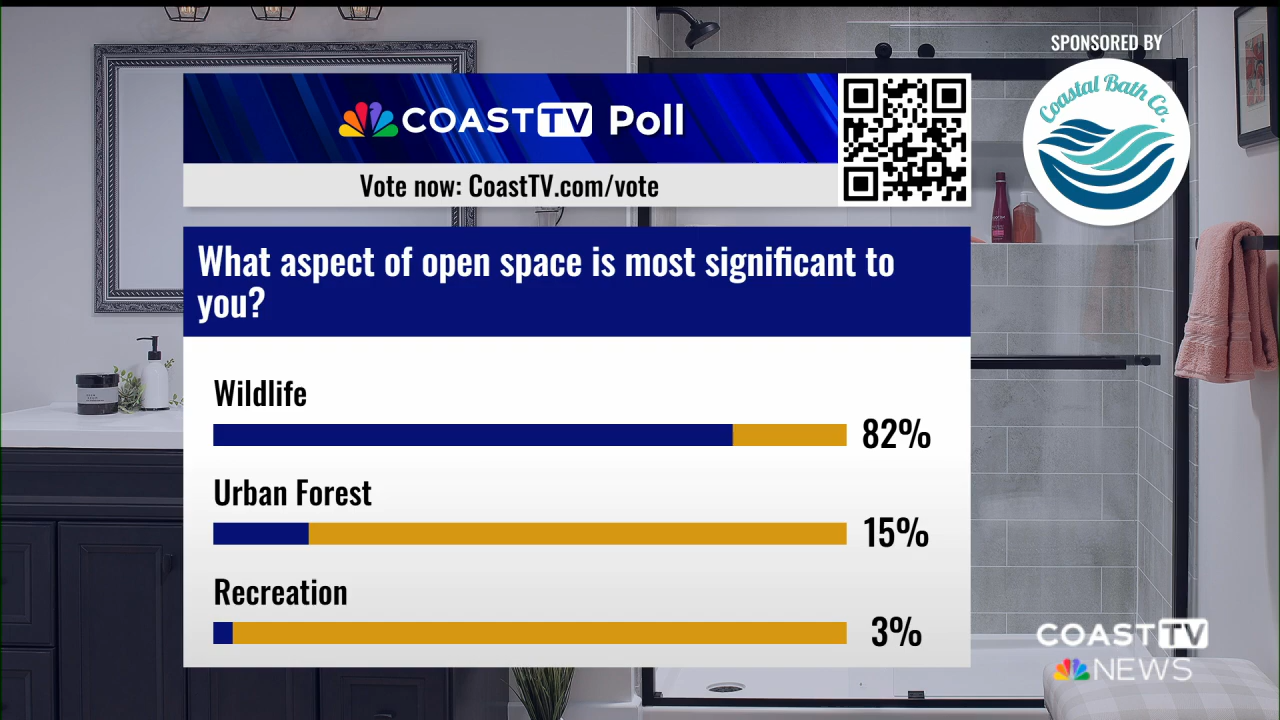 SPONSORED BY
Coastal Bath Co.
COAST TV Poll
Vote now: CoastTV.com/vote
What aspect of open space is most significant to
you?
Wildlife
82%
Urban Forest
15%
Recreation
3%
COAST TV
NEWS